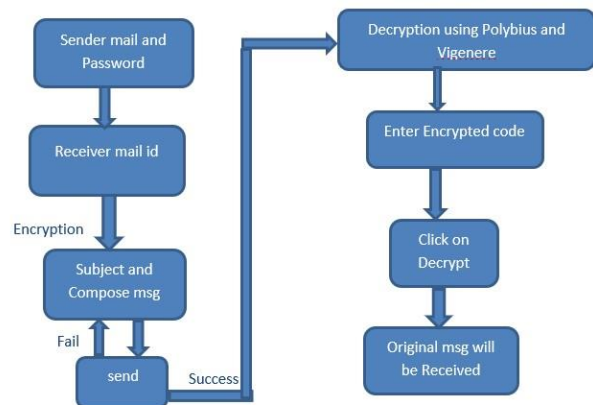 Sender mail and
Password
Receiver mail id
Encryption
Subject and
Compose msg
Fail
send
Success
Decryption using Polybius and
Vigenere
Enter Encrypted code
Click on
Decrypt
Original msg will
be Received